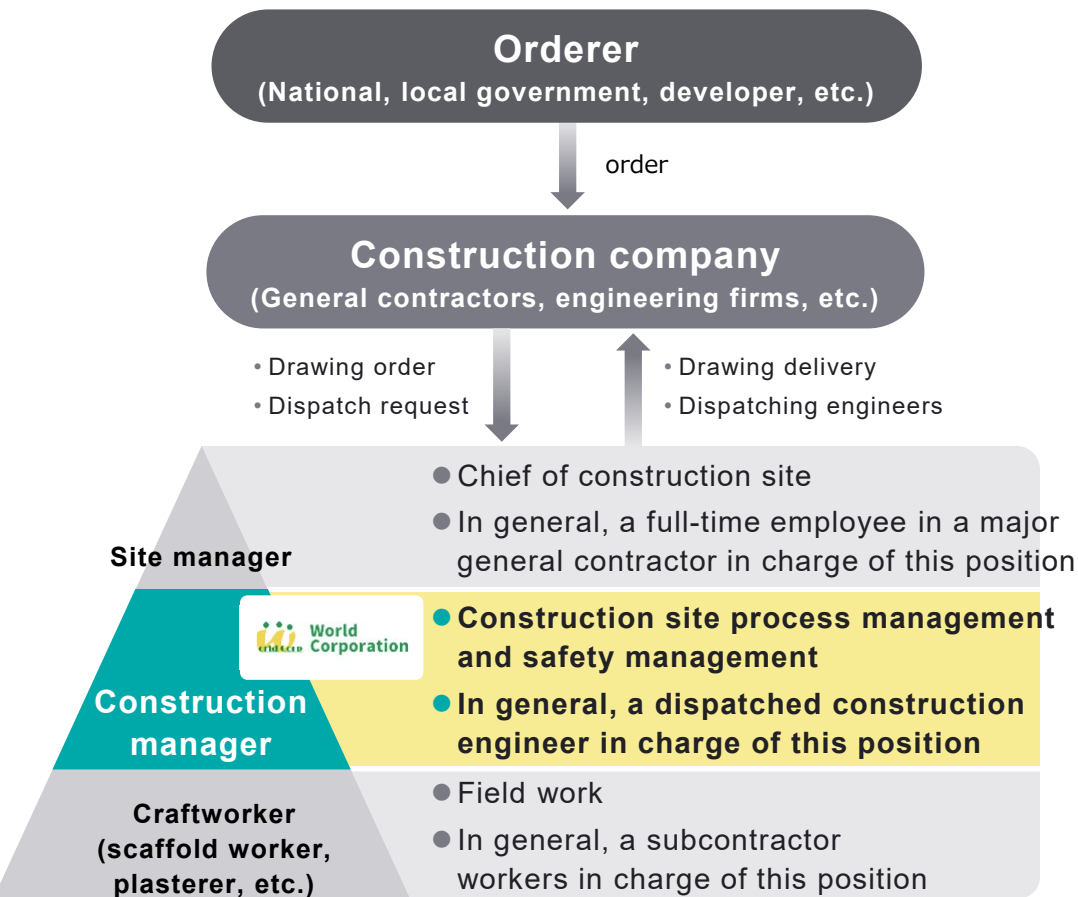 Orderer
(National, local government, developer, etc.)
order
Construction company
(General contractors, engineering firms, etc.)
• Drawing order
• Dispatch request
• Drawing delivery
• Dispatching engineers
Site manager
● Chief of construction site
● In general, a full-time employee in a major
general contractor in charge of this position
World
Corporation
Construction
manager
● Construction site process management
and safety management
● In general, a dispatched construction
engineer in charge of this position
Craftworker
(scaffold worker,
plasterer, etc.)
● Field work
● In general, a subcontractor
workers in charge of this position